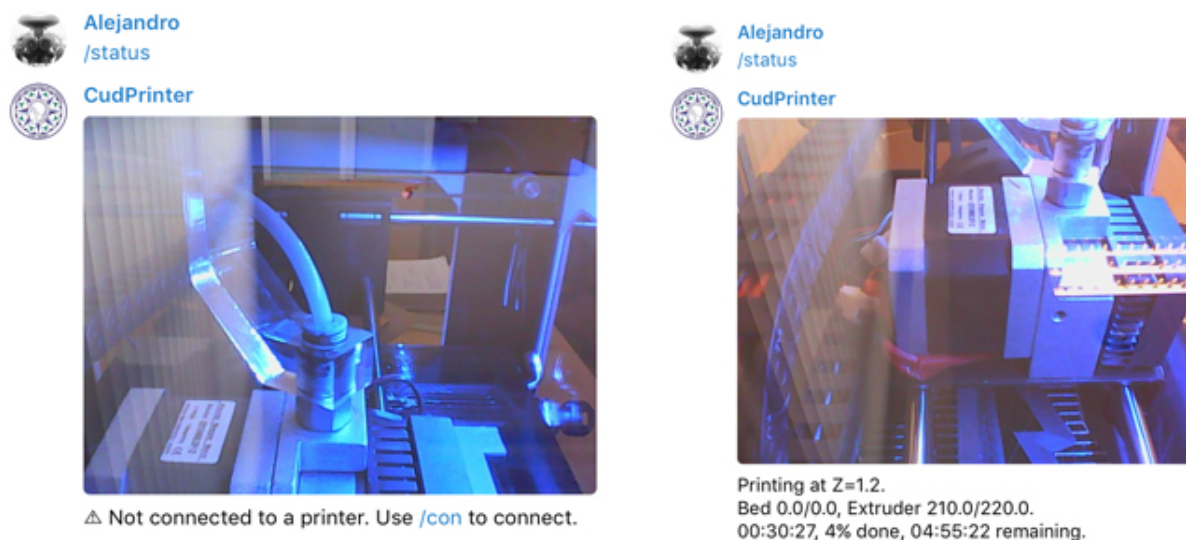 Alejandro
/status
CudPrinter
⚠ Not connected to a printer. Use /con to connect.
Alejandro
/status
CudPrinter
Printing at Z=1.2.
Bed 0.0/0.0, Extruder 210.0/220.0.
00:30:27, 4% done, 04:55:22 remaining.